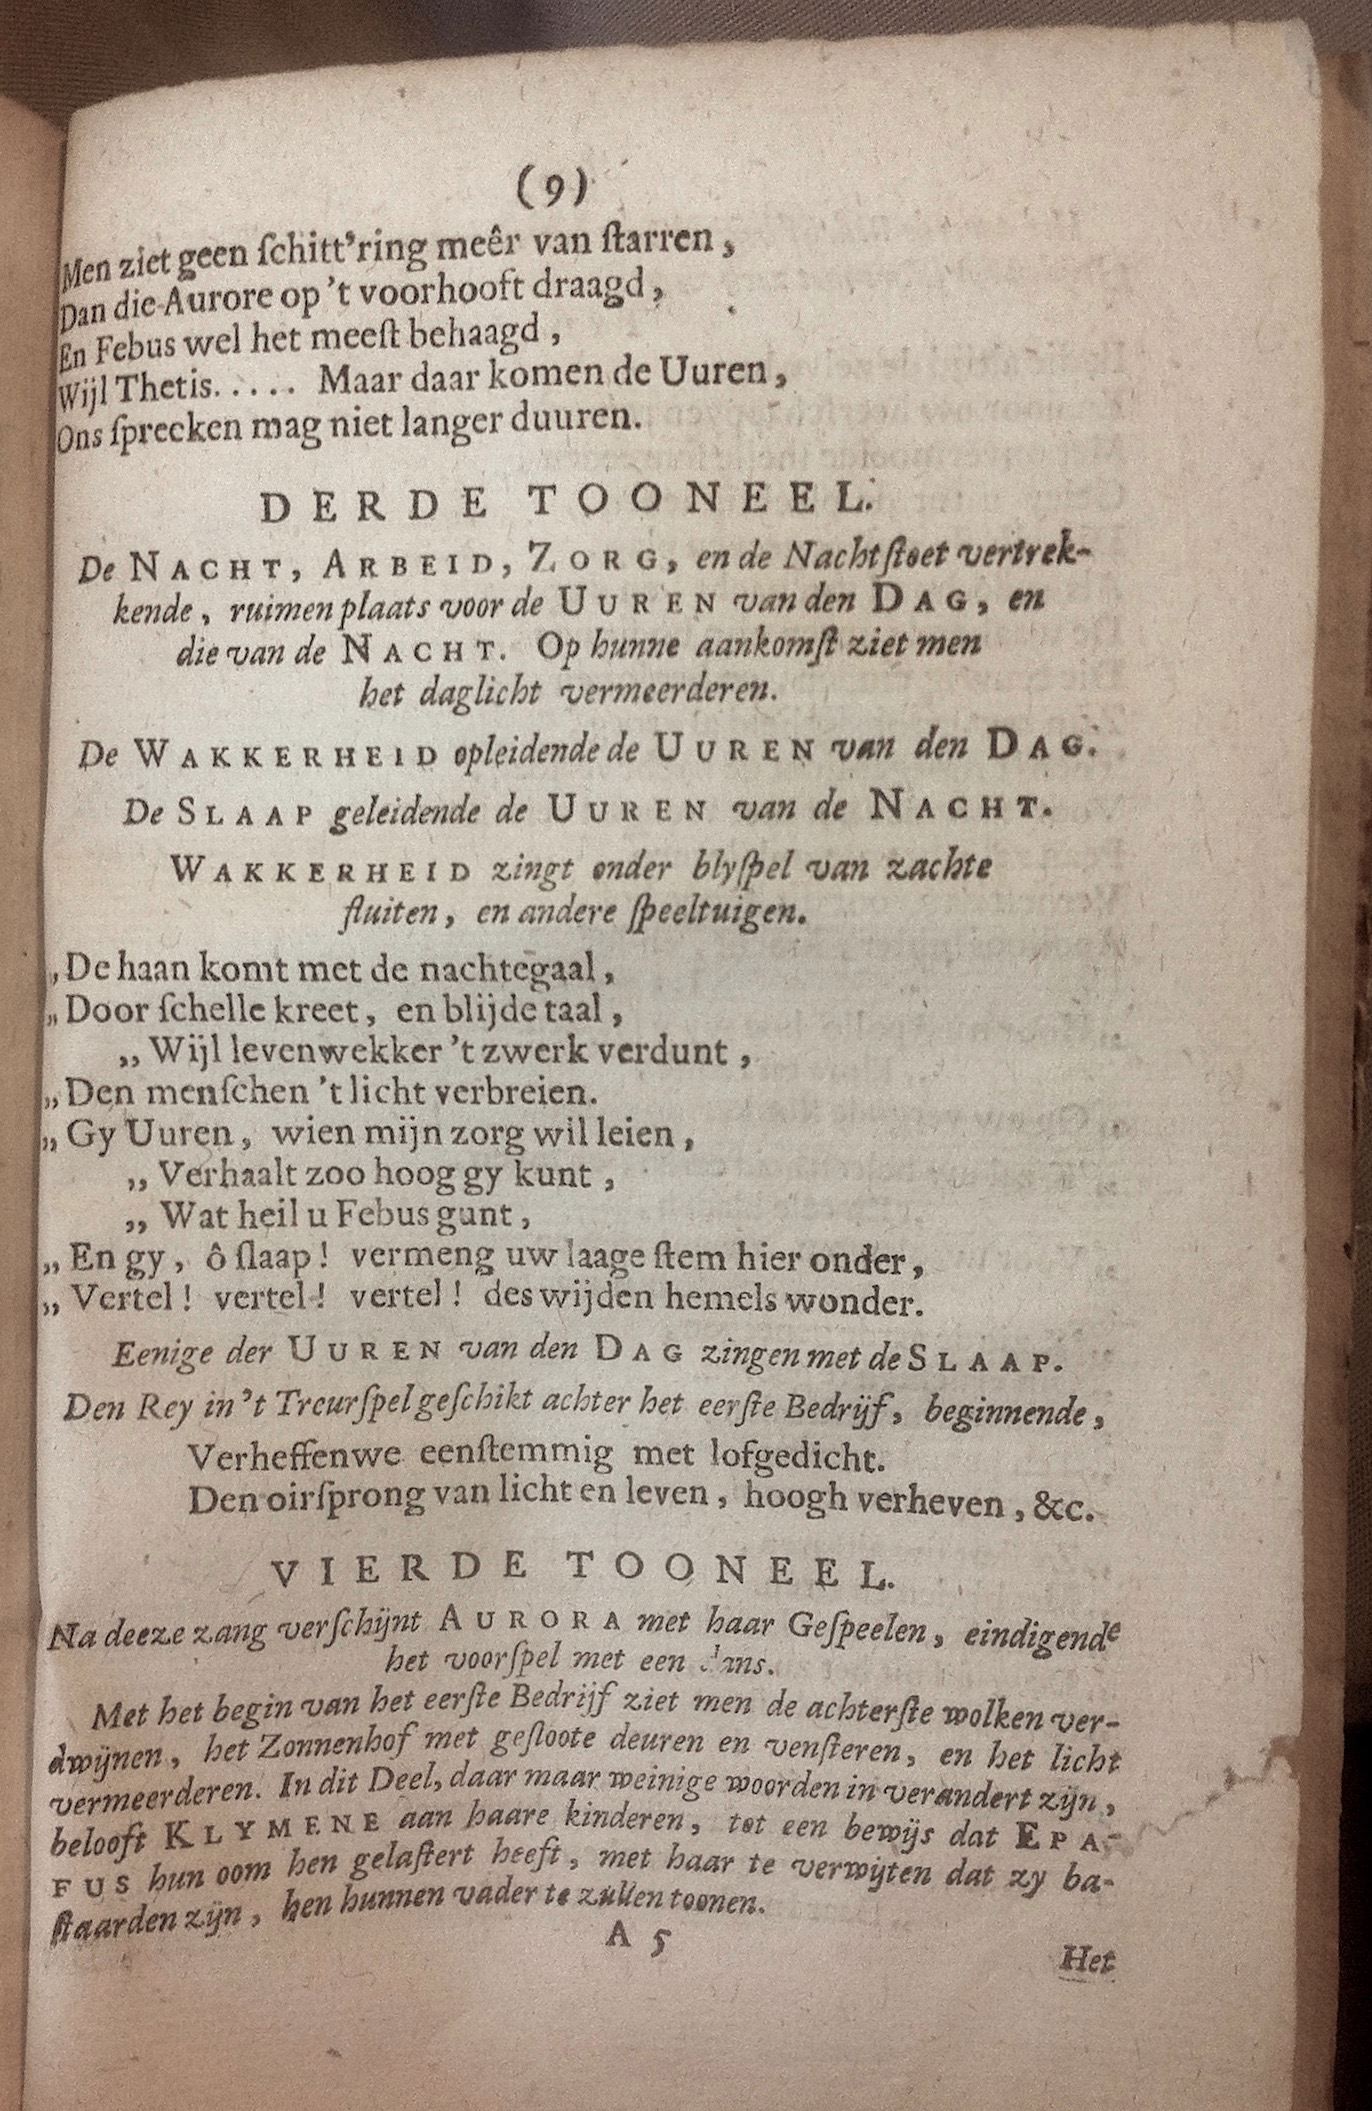 (9)
Men ziet geen ſchitt'ring meêr van ſtarren,
Dan die Aurore op 't voorhooft draagd,
En Febus wel het meeſt behaagd,
Wijl Thetis..... Maar daar komen de Uuren,
Ons ſpreeken mag niet langer duuren.
DERDE TOONEEL.
De NACHT, ARBEID, ZORG, en de Nachtſtoet vertrek-
kende, ruimen plaats voor de UUREN van den DAG, en
die van de NACHT. Op hunne aankomſt ziet men
het daglicht vermeerderen.
De WAKKERHEID opleidende de UUREN van den DAG.
De SLAAP geleidende de UUREN van de NACHT.
WAKKERHEID zingt onder blyſpel van zachte
fluiten, en andere ſpeeltuigen.
„De haan komt met de nachtegaal,
„Door ſchelle kreet, en blijde taal,
„Wijl levenwekker 't zwerk verdunt,
„Den menſchen 't licht verbreien.
„Gy Uuren, wien mijn zorg wil leien,
„Verhaalt zoo hoog gy kunt,
„Wat heil u Febus gunt,
„En gy, ô ſlaap! vermeng uw laage ſtem hier onder,
„Vertel! vertel! vertel! des wijden hemels wonder.
Eenige der UUREN van den DAG zingen met de SLAAP.
Den Rey in 't Treurſpel geſchikt achter het eerſte Bedrijf, beginnende,
Verheffenwe eenſtemmig met lofgedicht.
Den oirſprong van licht en leven, hoogh verheven, &c.
VIERDE TOONEEL.
Na deeze zang verſchijnt AURORA met haar Geſpeelen, eindigende
het voorſpel met een dans.
Met het begin van het eerſte Bedrijf ziet men de achterſte wolken ver-
dwijnen, het Zonnenhof met geſloote deuren en venſteren, en het licht
vermeerderen. In dit Deel, daar maar weinige woorden in verandert zijn,
belooft KLYMENE aan haare kinderen, tot een bewijs dat EPA-
FUS hun oom hen gelaſtert heeft, met haar te verwijten dat zy ba-
ſtaarden zijn, hen hunnen vader te zullen toonen.
A 5
Het